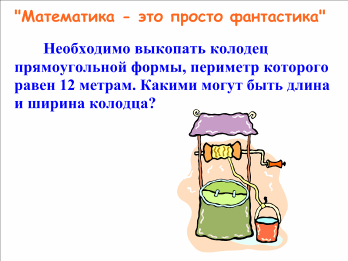 "Математика - это просто фантастика"
Необходимо выкопать колодец
прямоугольной формы, периметр которого
равен 12 метрам. Какими могут быть длина
и ширина колодца?